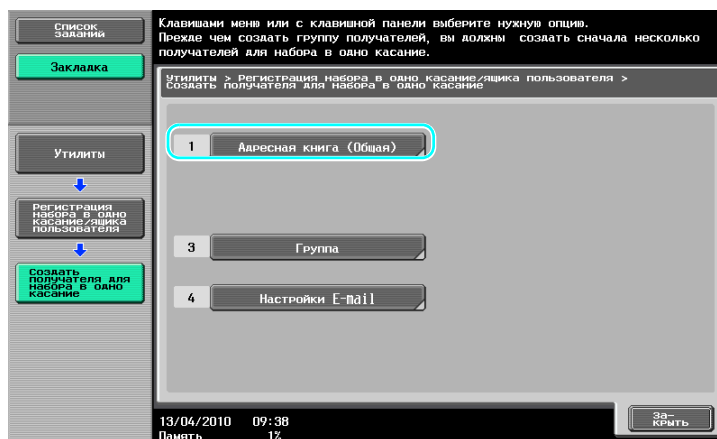 Список
заданий
Закладка
Клавишами меню или с клавишной панели выберите нужную опцию.
Прежде чем создать группу получателей, вы должны создать сначала несколько
получателей для набора в одно касание.
Утилиты > Регистрация набора в одно касание/ящика пользователя >
Создать получателя для набора в одно касание
1 Адресная книга (Общая)
3 Группа
4 Настройки E-mail
Утилиты
Регистрация
набора в одно
касание/ящика
пользователя
Создать
получателя для
набора в одно
касание
13/04/2010 09:38
Память 1%
За-
крыть